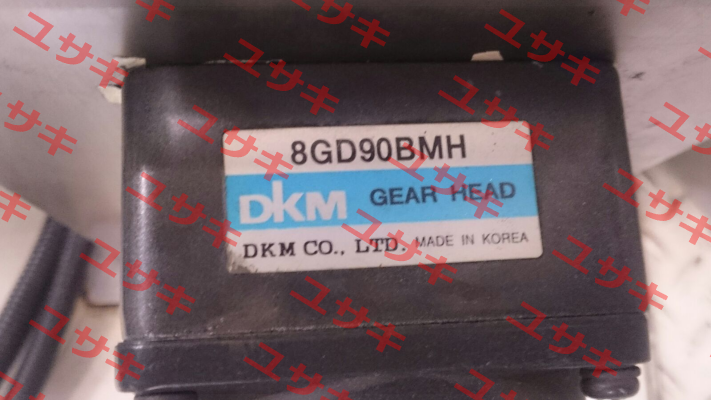 8GD90BMH
DKM GEAR HEAD
DKM CO., LTD. MADE IN KOREA
ユサキ